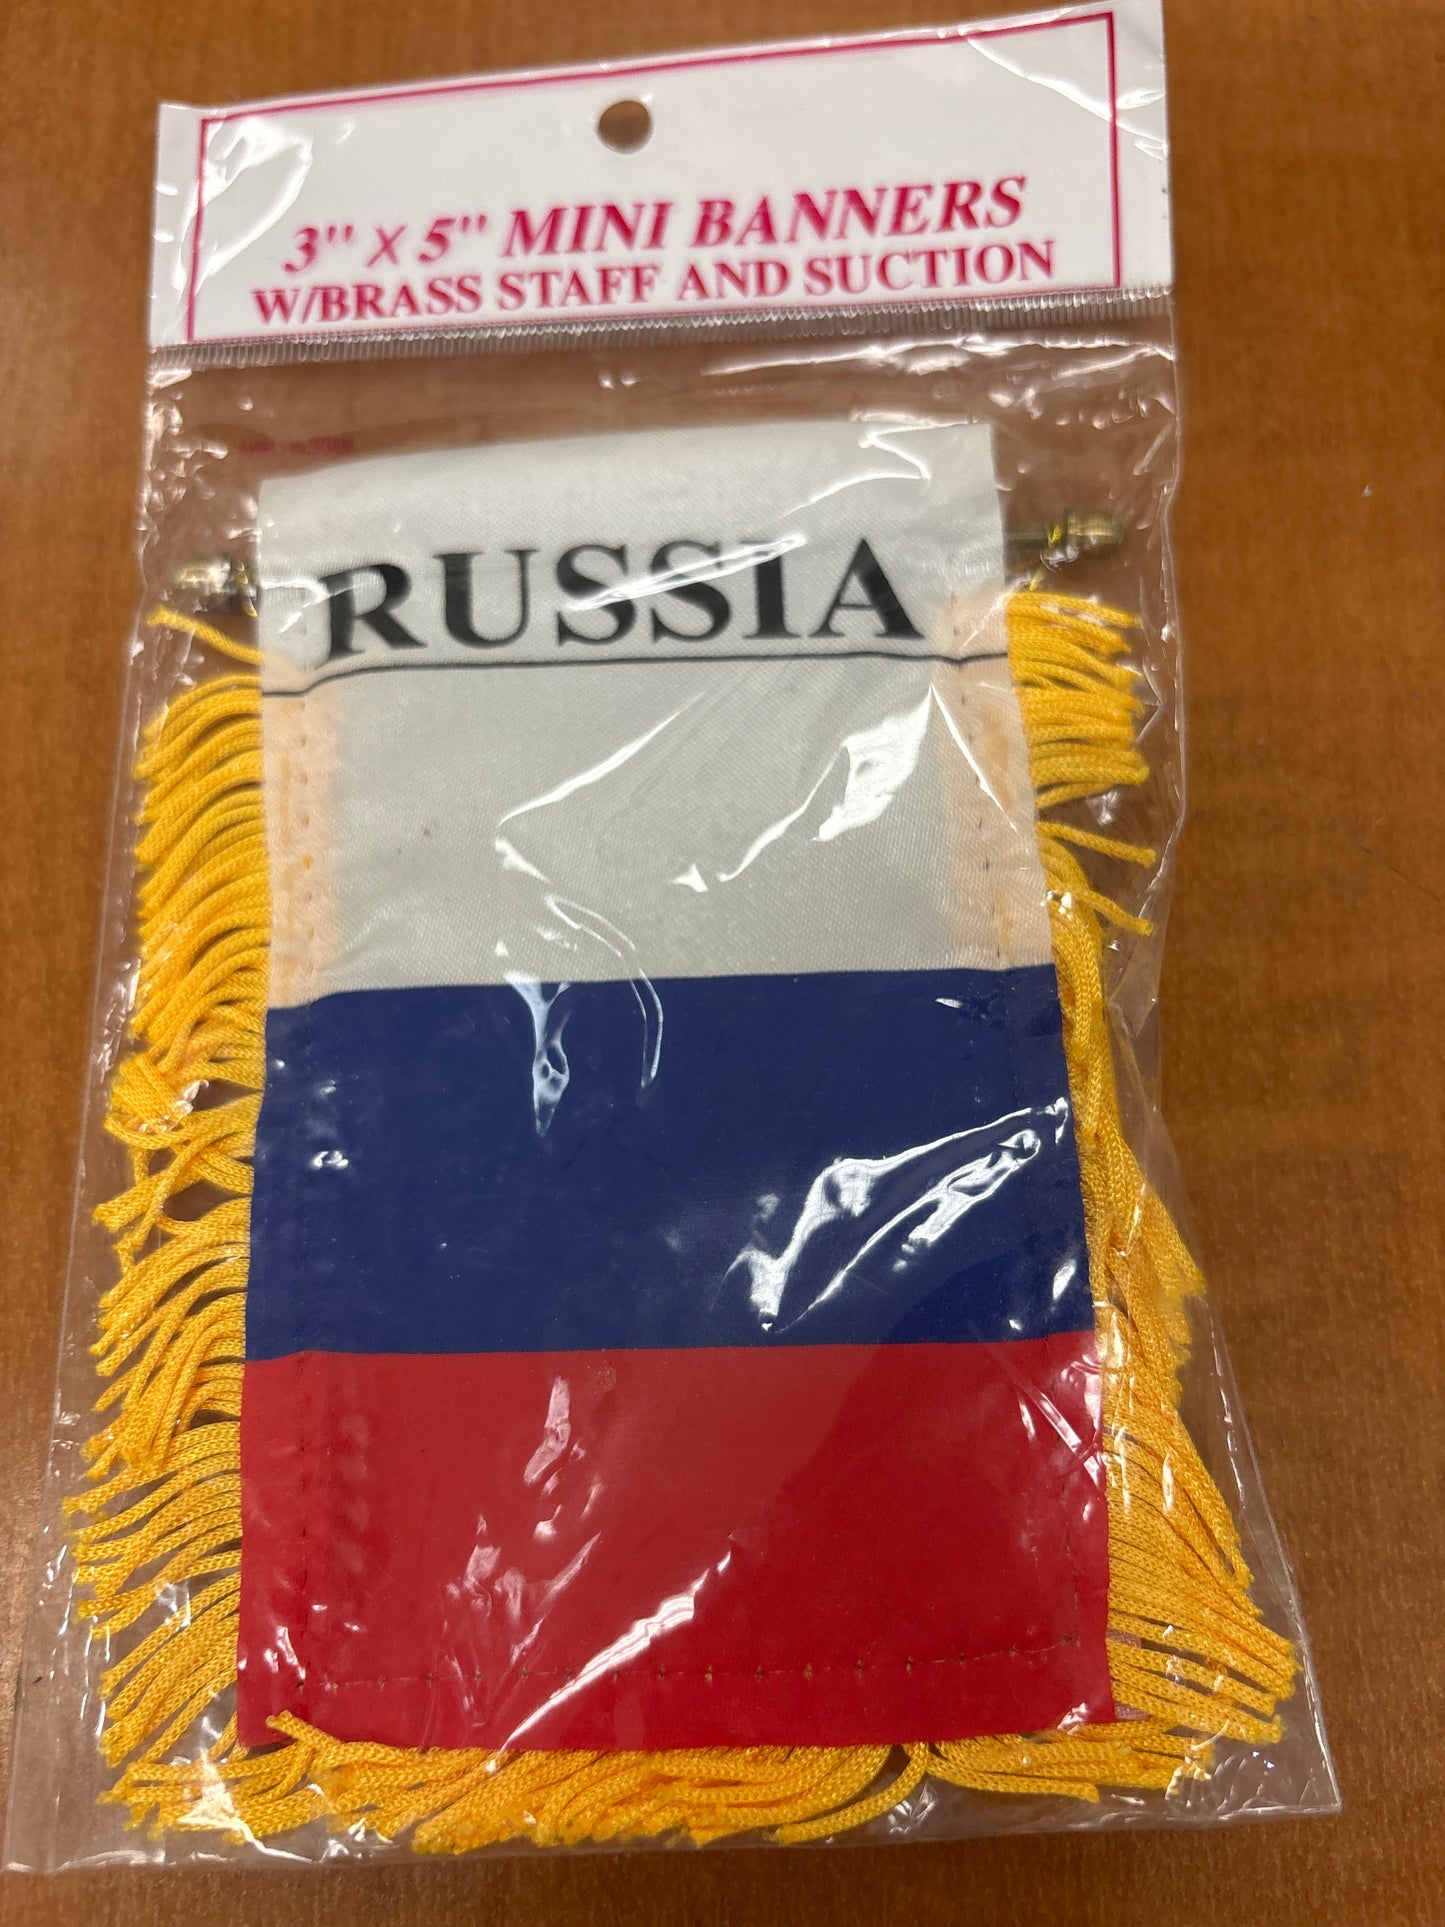 3" X 5" MINI BANNERS
W/BRASS STAFF AND SUCTION
RUSSIA